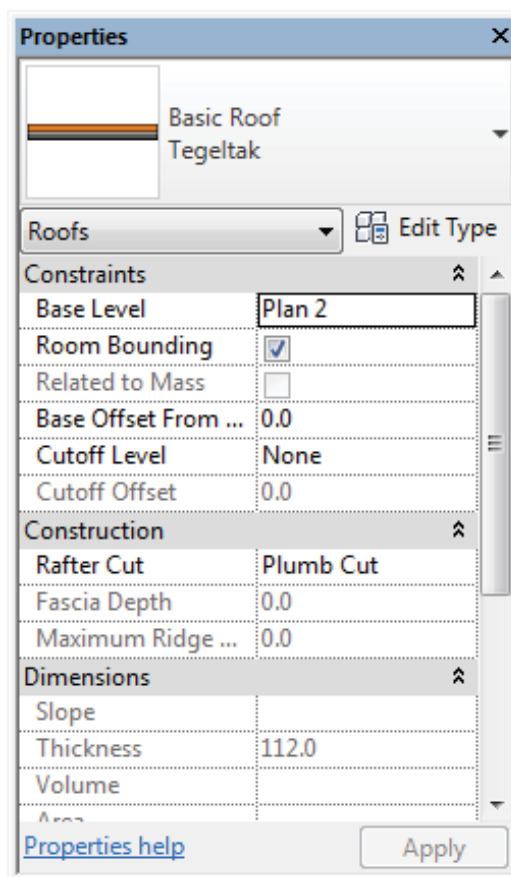 Properties
Basic Roof
Tegeltak
Roofs Edit Type
Constraints
Base Level Plan 2
Room Bounding
Related to Mass
Base Offset From ... 0.0
Cutoff Level None
Cutoff Offset 0.0
Construction
Rafter Cut Plumb Cut
Fascia Depth 0.0
Maximum Ridge ... 0.0
Dimensions
Slope
Thickness 112.0
Volume
Properties help Apply